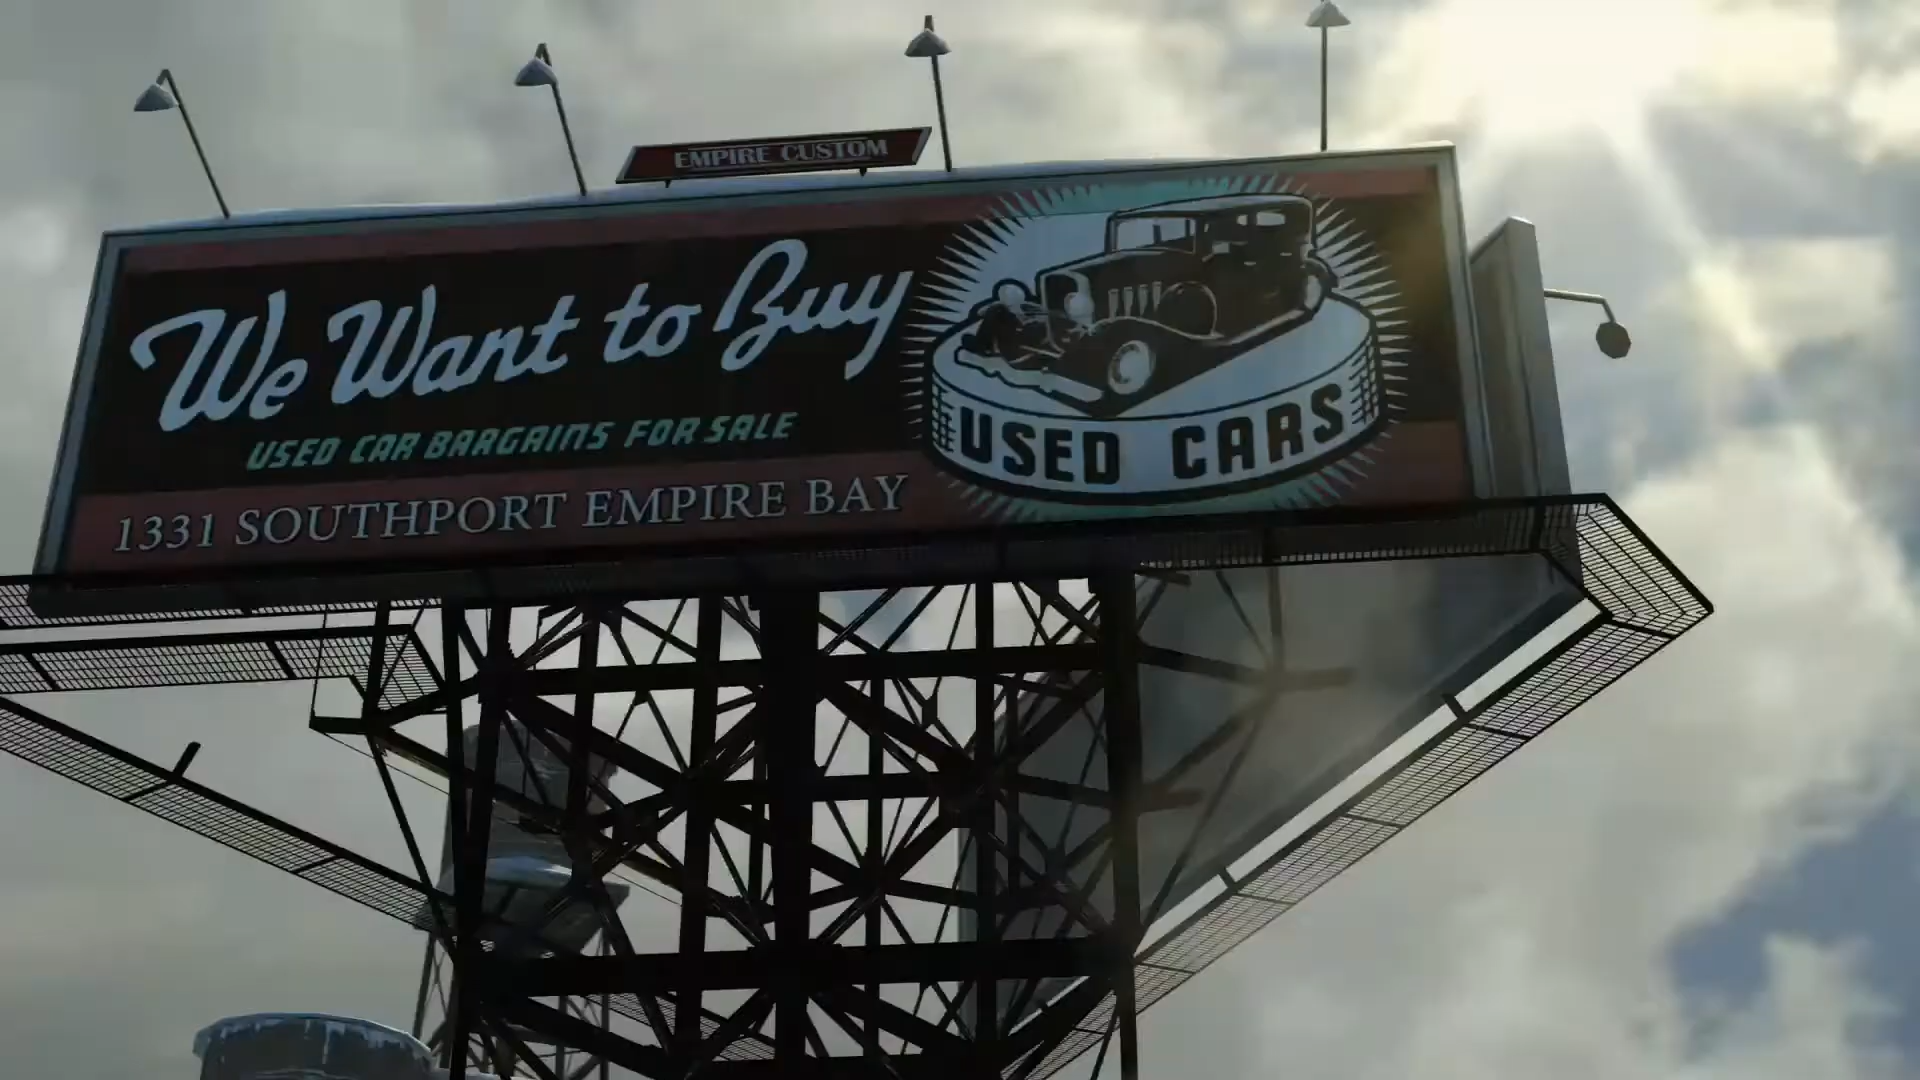 EMPIRE CUSTOM
We Want to Buy
USED CAR BARGAINS FOR SALE
1331 SOUTHPORT EMPIRE BAY
USED CARS